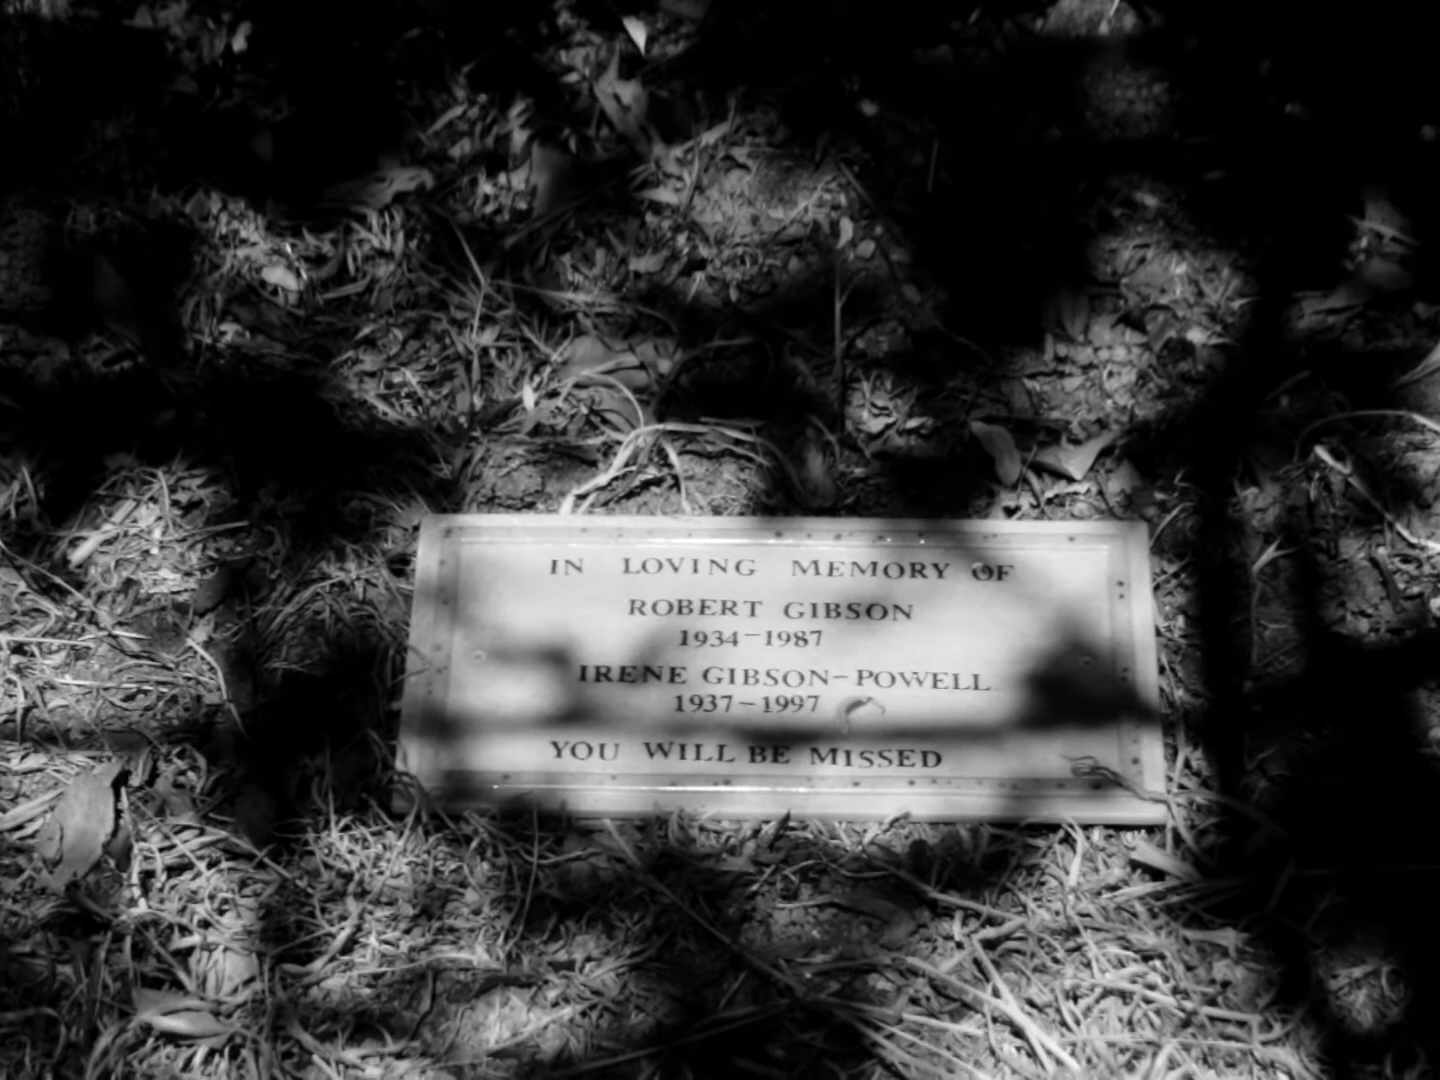 IN LOVING MEMORY OF
ROBERT GIBSON
1934-1987
IRENE GIBSON-POWELL
1937-1997
YOU WILL BE MISSED